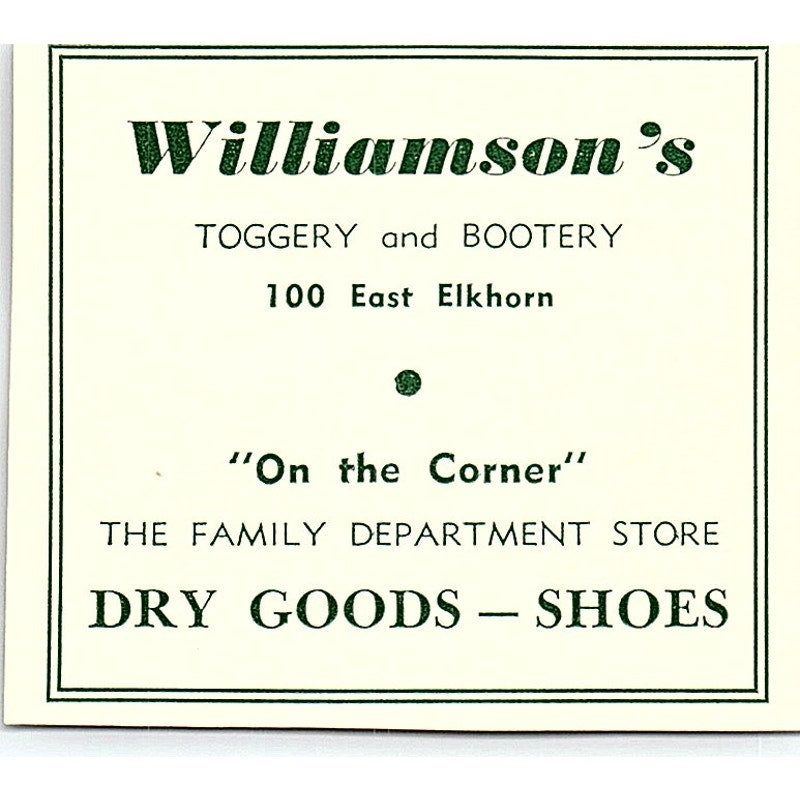 Williamson's
TOGGERY and BOOTERY
100 East Elkhorn
"On the Corner"
THE FAMILY DEPARTMENT STORE
DRY GOODS — SHOES